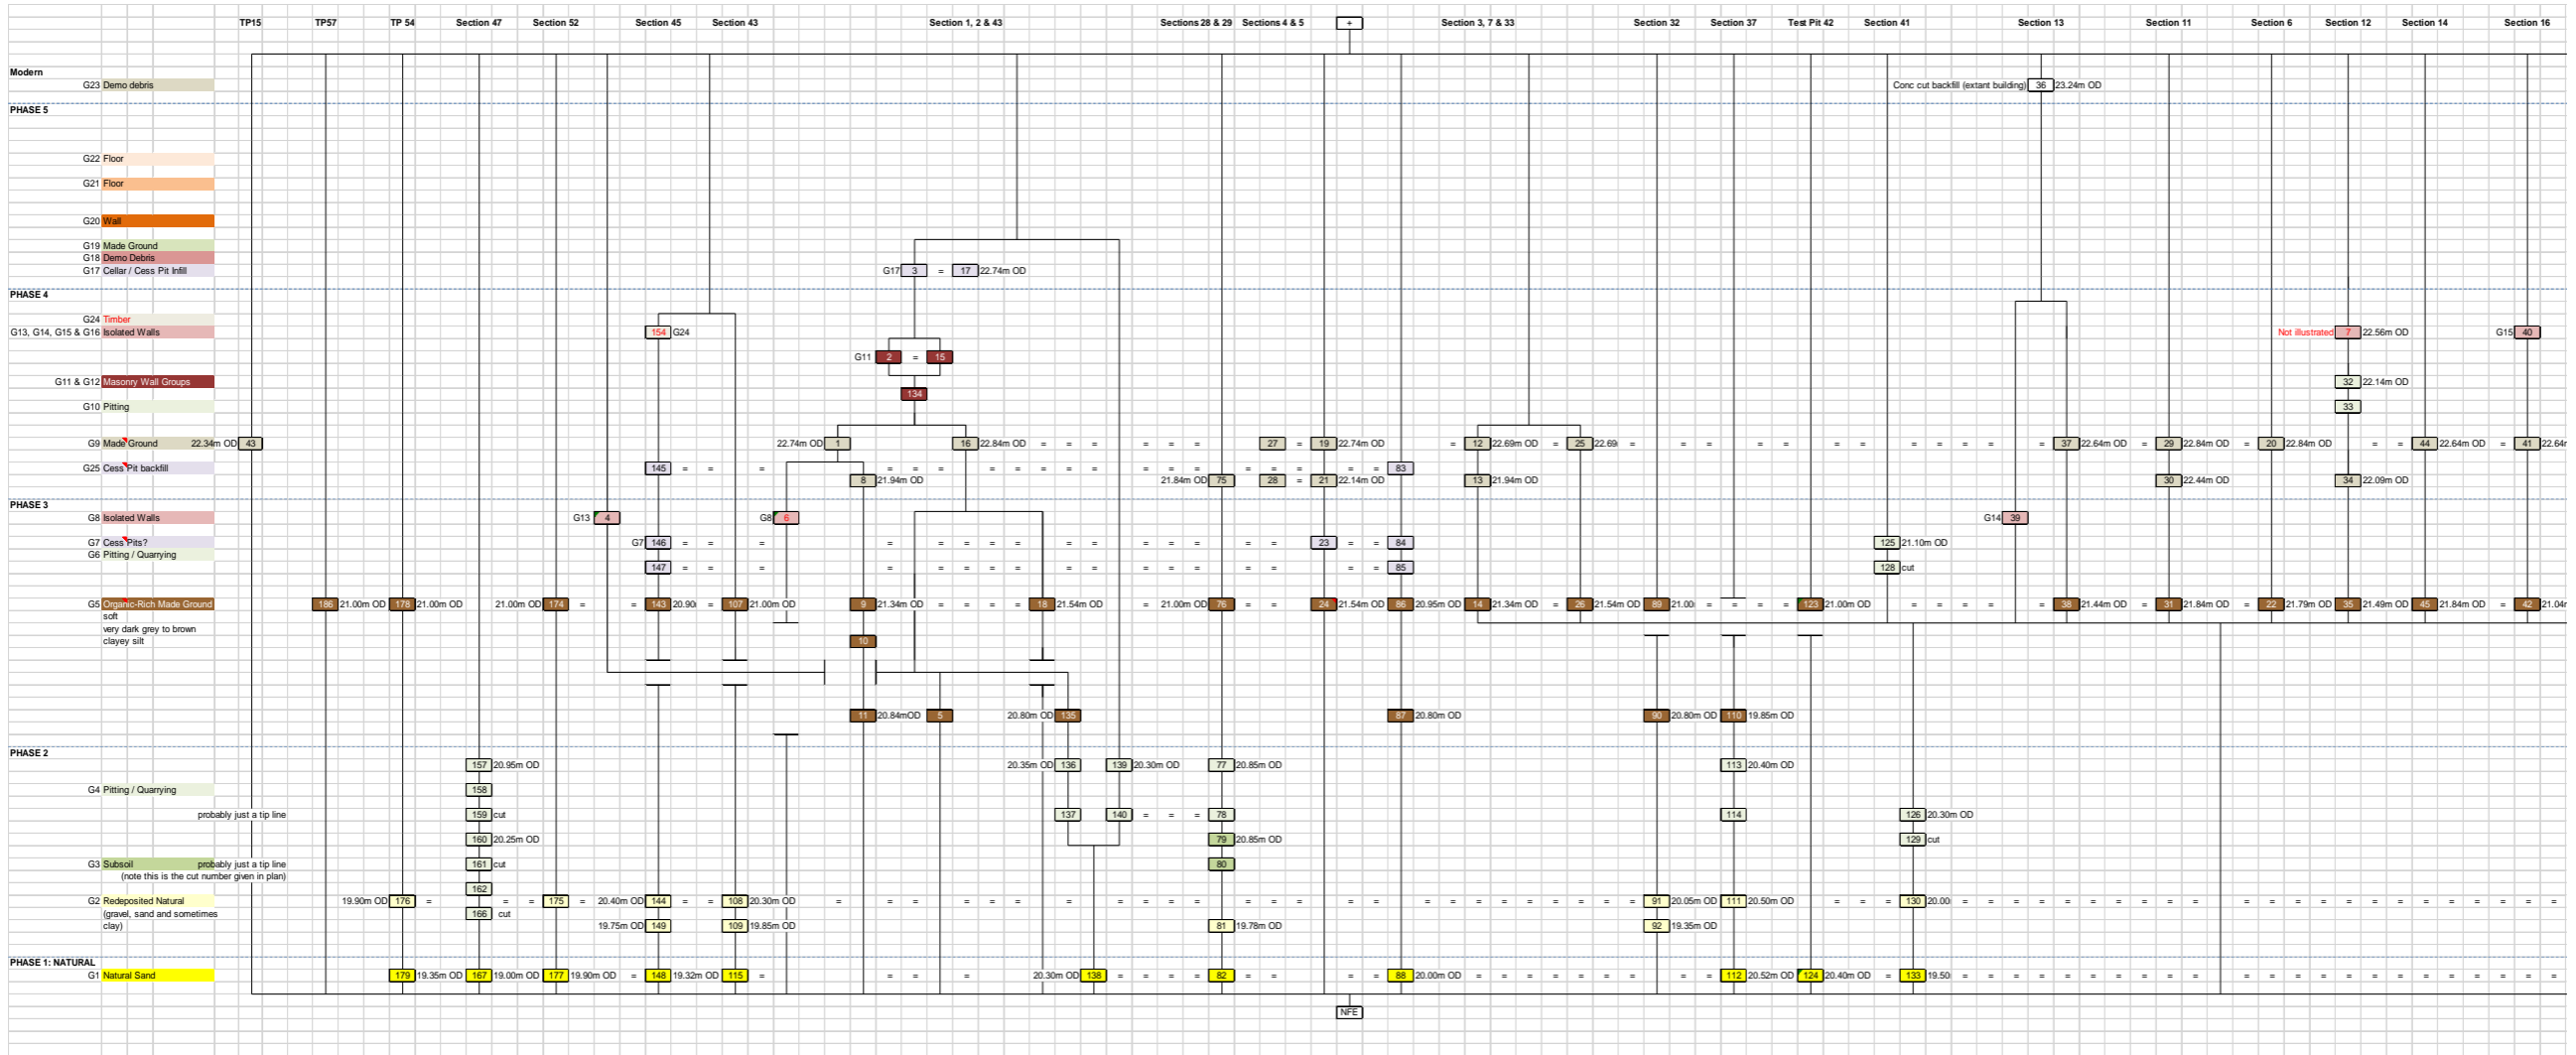 TP15 TP57 TP 54 Section 47 Section 52 Section 45 Section 43 Section 1, 2 & 43 Sections 28 & 29 Sections 4 & 5 + Section 3, 7 & 33 Section 32 Section 37 Test Pit 42 Section 41 Section 13 Section 11 Section 6 Section 12 Section 14 Section 16
Modern
G23 Demo debris Conc cut backfill (extant building) 36 23.24m OD
PHASE 5
G22 Floor
G21 Floor
G20 Wall
G19 Made Ground
G18 Demo Debris
G17 Cellar / Cess Pit Infill G17 3 = 17 22.74m OD
PHASE 4
G24 Timber
G13, G14, G15 & G16 Isolated Walls 154 G24 Not illustrated 7 22.56m OD G15 40
G11 2 = 15
G11 & G12 Masonry Wall Groups 32 22.14m OD
134
G10 Pitting 33
G9 Made Ground 22.34m OD 43 22.74m OD 1 16 22.84m OD = = = = = = = 27 = 19 22.74m OD = 12 22.69m OD = 25 22.69 = = = = = = = = = = = = = = = = = 37 22.64m OD = 29 22.84m OD = 20 22.84m OD = = 44 22.64m OD = 41 22.64m
G25 Cess Pit backfill 145 = = = = = = = = = = = = = = = = = = = = 83
8 21.94m OD 21.84m OD 75 28 = 21 22.14m OD 13 21.94m OD 30 22.44m OD 34 22.09m OD
PHASE 3
G8 Isolated Walls G13 4 G8 6 G14 39
G7 Cess Pits? G7 146 = = = = = = = = = = = = = = = = = 23 = = 84 125 21.10m OD
G6 Pitting / Quarrying
147 = = = = = = = = = = = = = = = = = = = 85 128 cut
G5 Organic-Rich Made Ground 186 21.00m OD 178 21.00m OD 21.00m OD 174 = = 143 20.90 = 107 21.00m OD 9 21.34m OD 18 21.54m OD 21.00m OD 76 = = 24 21.54m OD 86 20.95m OD 14 21.34m OD = 26 21.54m OD 89 21.00 = = = 123 21.00m OD = = = = = = 38 21.44m OD = 31 21.84m OD = 22 21.79m OD 35 21.49m OD 45 21.84m OD = 42 21.04m
soft
very dark grey to brown
clayey silt 10
11 20.84mOD 5 20.80m OD 135 87 20.80m OD 90 20.80m OD 110 19.85m OD
PHASE 2
157 20.95m OD 20.35m OD 136 139 20.30m OD 77 20.85m OD 113 20.40m OD
G4 Pitting / Quarrying 158
probably just a tip line 159 cut 137 140 = = = 78 114 126 20.30m OD
160 20.25m OD 79 20.85m OD 129 cut
G3 Subsoil probably just a tip line 161 cut 80
(note this is the cut number given in plan)
162
G2 Redeposited Natural 19.90m OD 176 = = = 175 = 20.40m OD 144 = = 108 20.30m OD = = = = = = = = = = = = = = = = = = = = = = = = = = = = 91 20.05m OD 111 20.50m OD = = = 130 20.00 = = = = = = = = = = = = = = = = = = = = = = = =
(gravel, sand and sometimes 166 cut
clay) 19.75m OD 149 109 19.85m OD 81 19.78m OD 92 19.35m OD
PHASE 1: NATURAL
G1 Natural Sand 179 19.35m OD 167 19.00m OD 177 19.90m OD = 148 19.32m OD 115 = = = = = 20.30m OD 138 = = = = 82 = = = = 88 20.00m OD = = = = = = = = = = 112 20.52m OD 124 20.40m OD = 133 19.50 = = = = = = = = = = = = = = = = = = = = = = = =
NFE